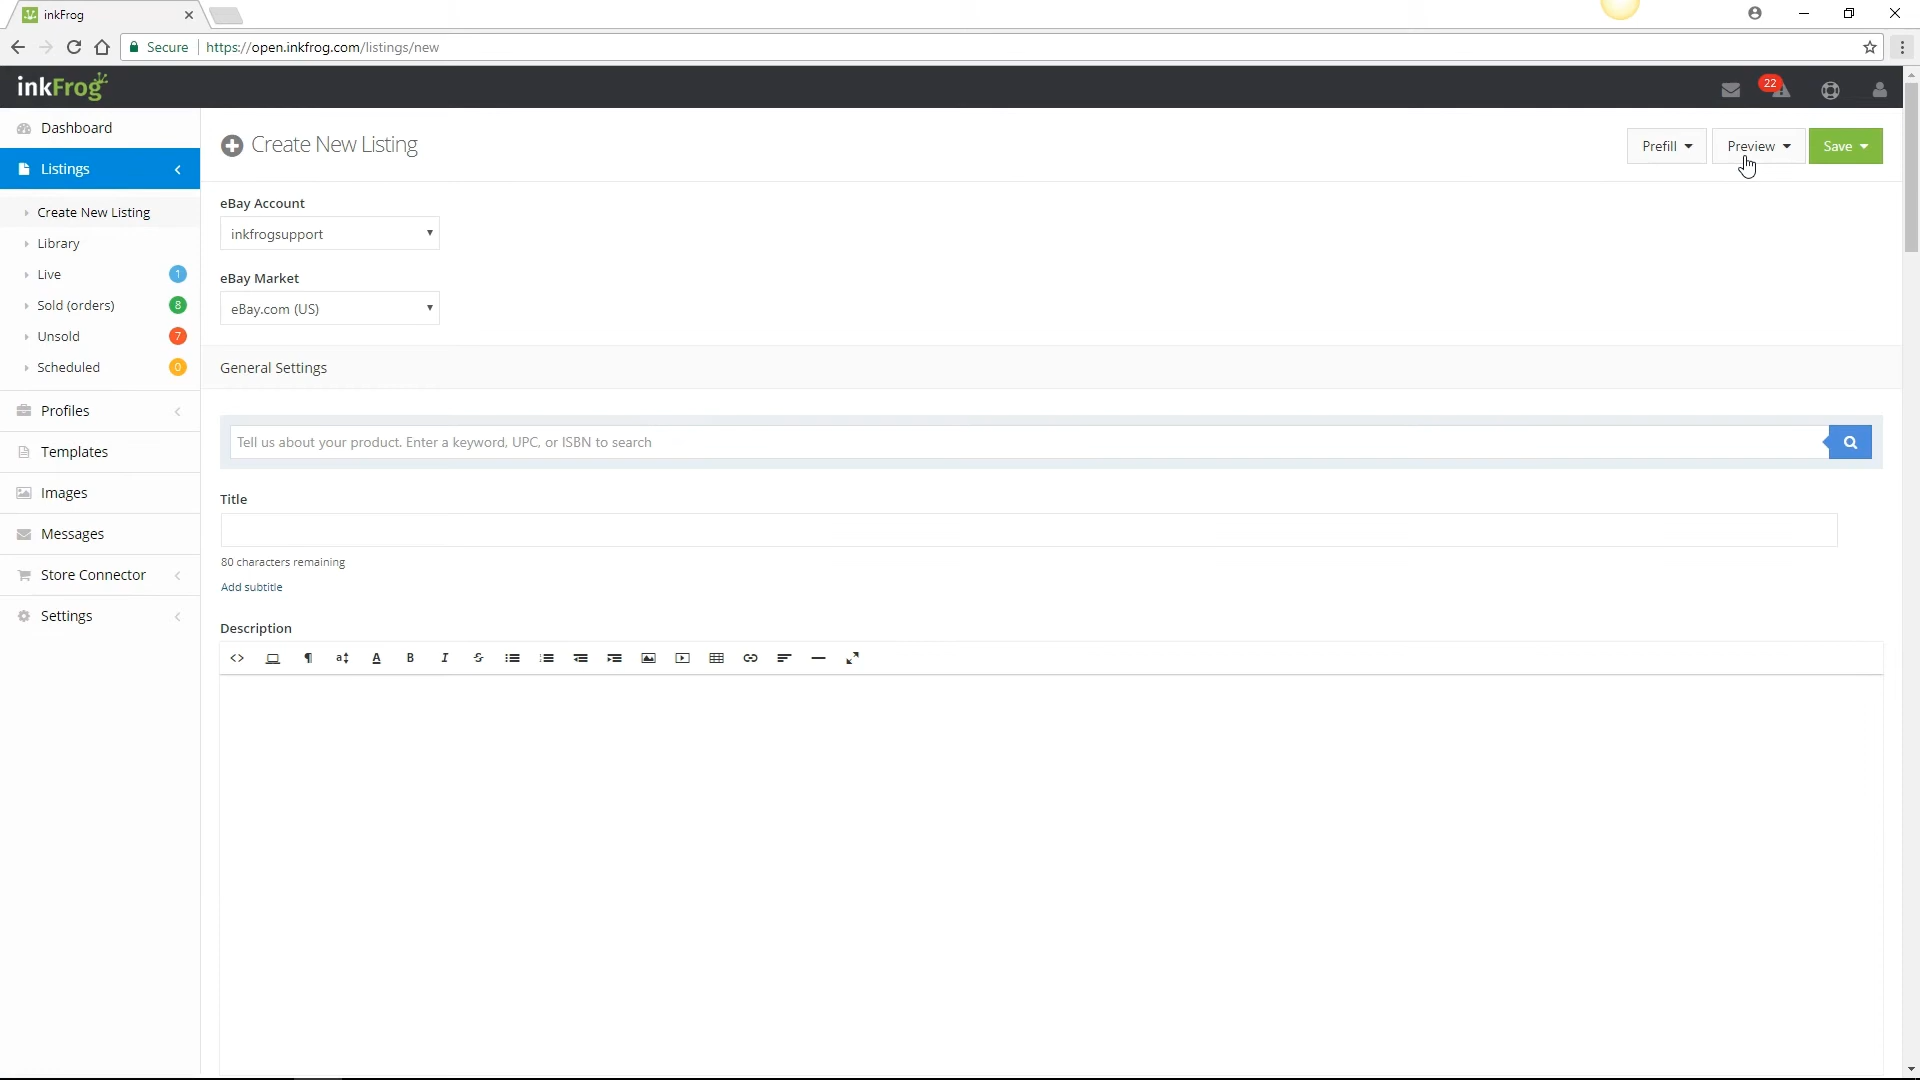 inkFrog
Secure https://open.inkfrog.com/listings/new
inkFrog
22
Dashboard
Listings
Create New Listing
Library
Live 1
Sold (orders) 8
Unsold 7
Scheduled 0
Profiles
Templates
Images
Messages
Store Connector
Settings
Create New Listing
Prefill
Preview
Save
eBay Account
inkfrogsupport
eBay Market
eBay.com (US)
General Settings
Tell us about your product. Enter a keyword, UPC, or ISBN to search
Title
80 characters remaining
Add subtitle
Description